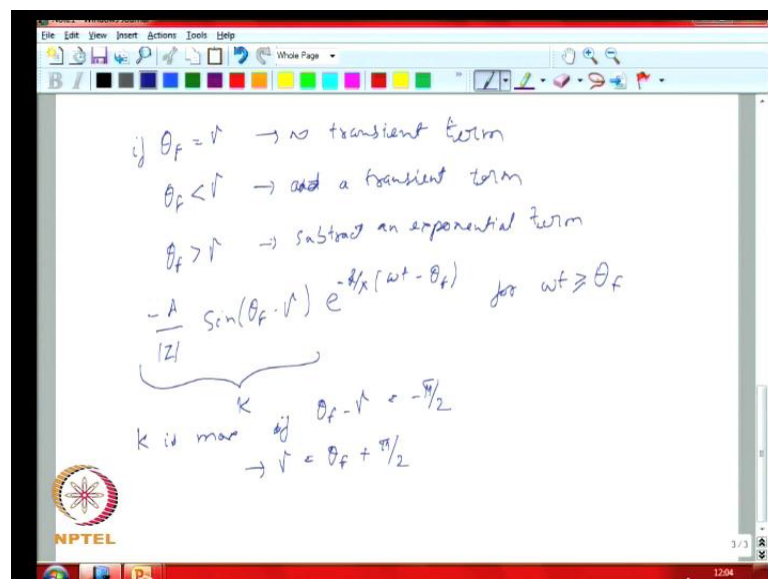 File Edit View Insert Actions Tools Help
Whole Page
B I
if θf = γ → no transient term
θf < γ → add a transient term
θf > γ → subtract an exponential term
-A/|Z| sin(θf - γ) e^(-R/X (ωt - θf)) for ωt ≥ θf
K
K is max if θf - γ = -π/2
→ γ = θf + π/2
NPTEL
3 / 3
12:04